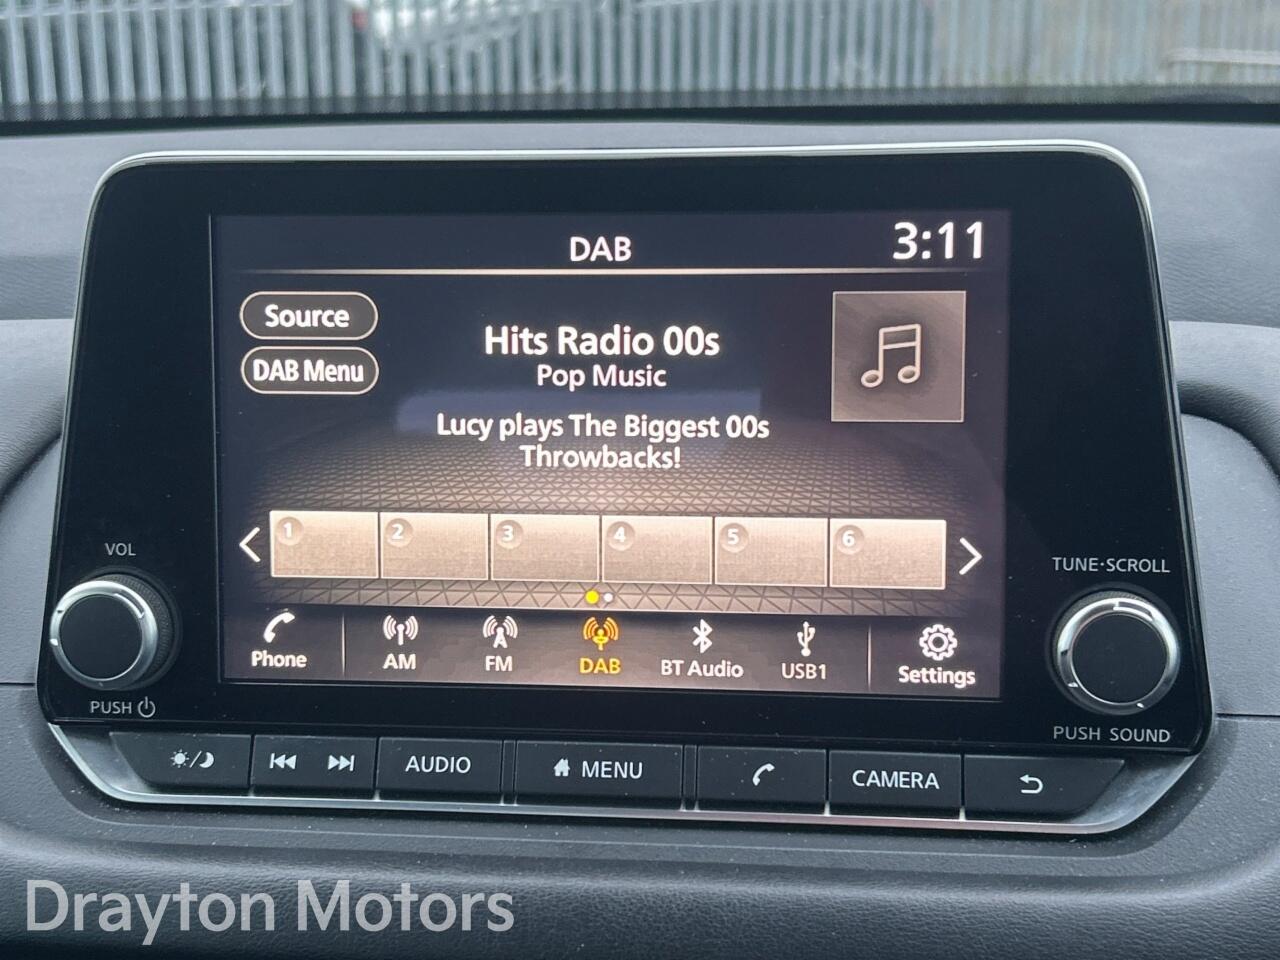 DAB
3:11
Source
DAB Menu
Hits Radio 00s
Pop Music
Lucy plays The Biggest 00s
Throwbacks!
1 2 3 4 5 6
Phone AM FM DAB BT Audio USB1 Settings
VOL
PUSH
TUNE·SCROLL
PUSH SOUND
AUDIO MENU CAMERA
Drayton Motors